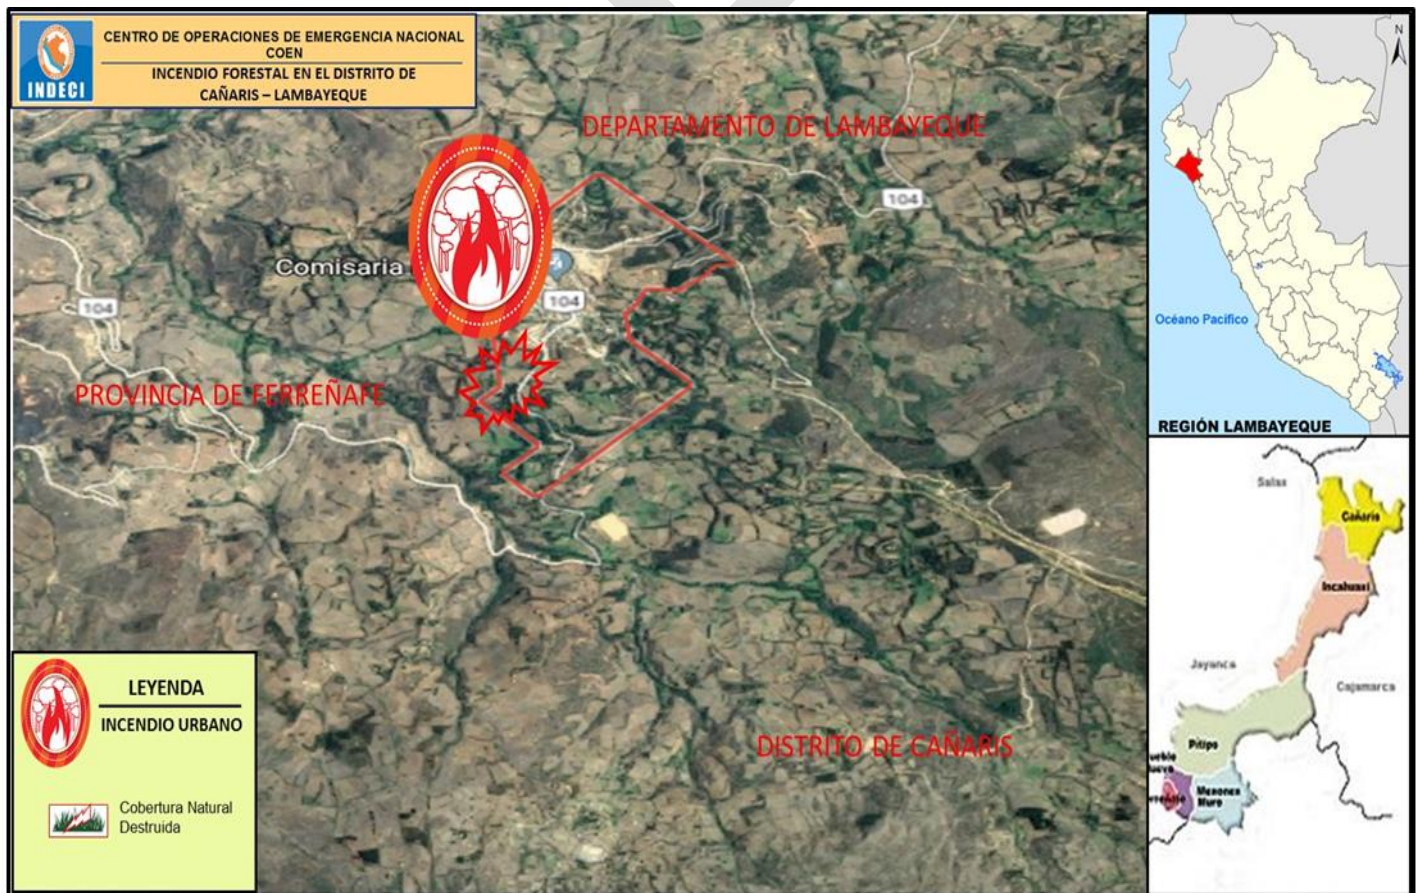 CENTRO DE OPERACIONES DE EMERGENCIA NACIONAL
COEN
INCENDIO FORESTAL EN EL DISTRITO DE
CAÑARIS – LAMBAYEQUE
INDECI
DEPARTAMENTO DE LAMBAYEQUE
104
Comisaria
104
104
PROVINCIA DE FERREÑAFE
DISTRITO DE CAÑARIS
LEYENDA
INCENDIO URBANO
Cobertura Natural
Destruida
N
Océano Pacífico
REGIÓN LAMBAYEQUE
Salas
Cañaris
Incahuasi
Jayanca
Cajamarca
Pitipo
Mesones
Muro